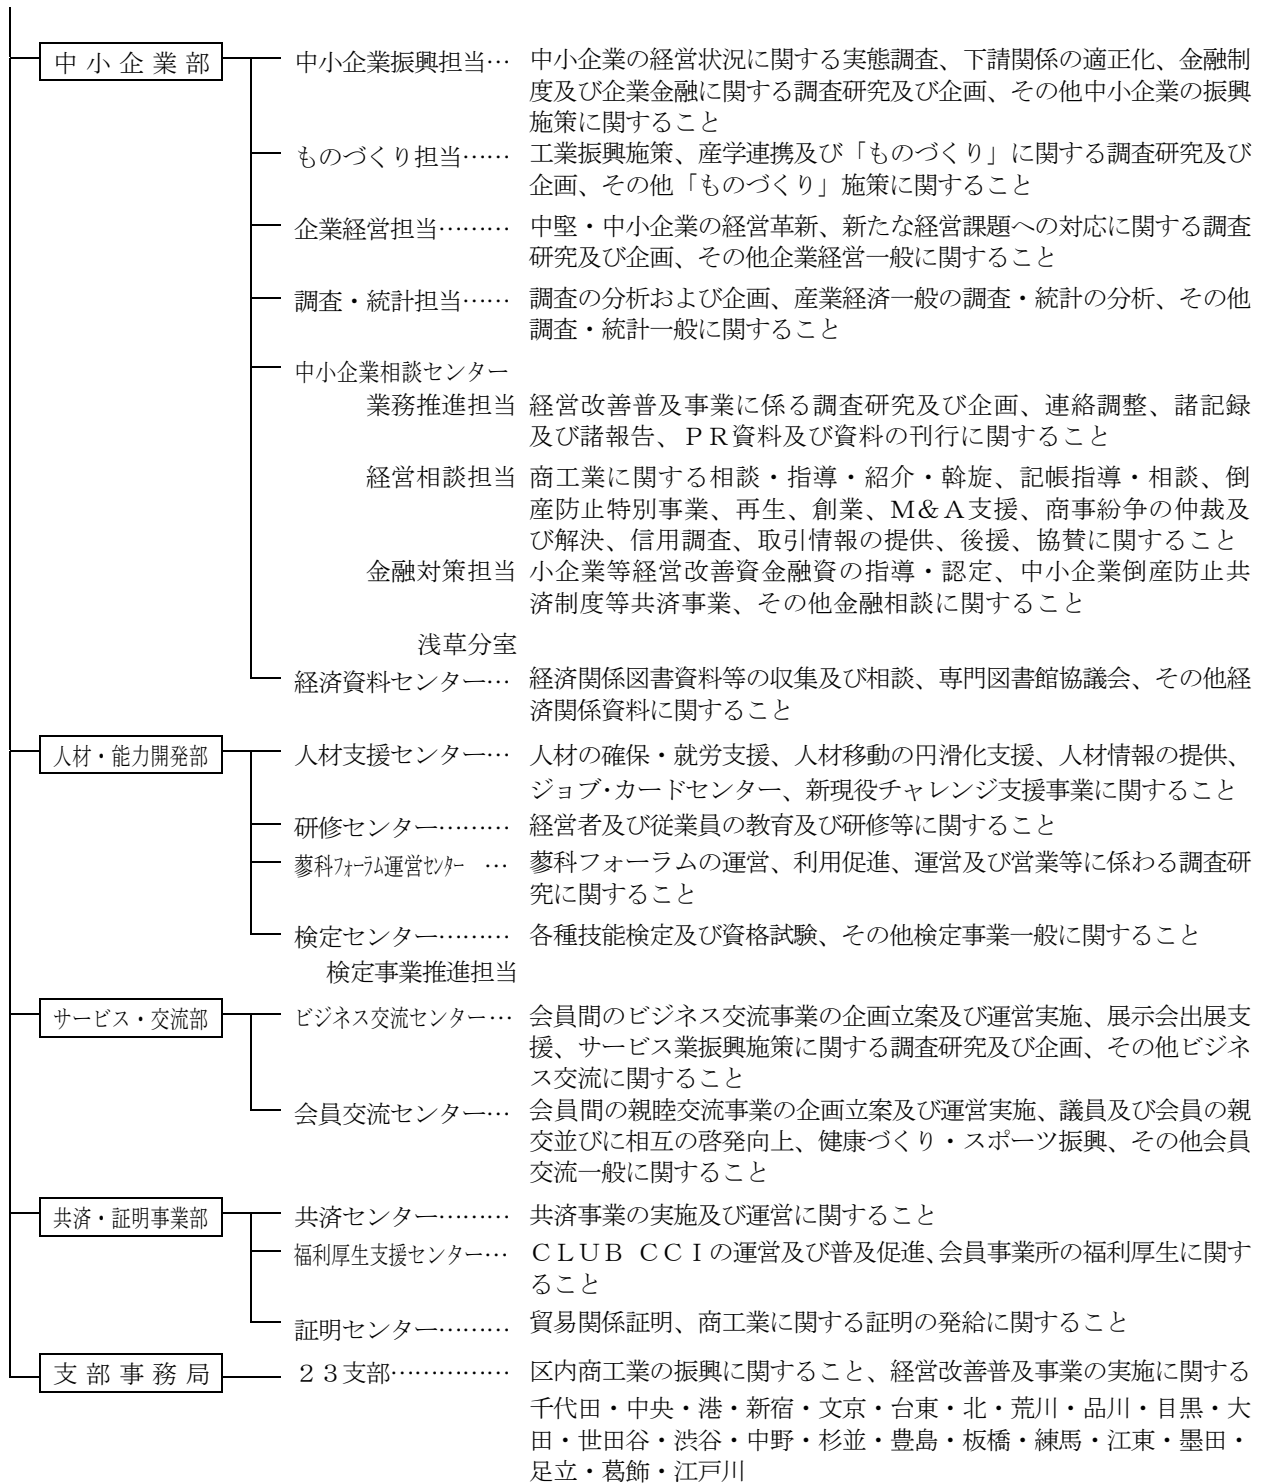 中小企業部 中小企業振興担当… 中小企業の経営状況に関する実態調査、下請関係の適正化、金融制
度及び企業金融に関する調査研究及び企画、その他中小企業の振興
施策に関すること
ものづくり担当…… 工業振興施策、産学連携及び「ものづくり」に関する調査研究及び
企画、その他「ものづくり」施策に関すること
企業経営担当……… 中堅・中小企業の経営革新、新たな経営課題への対応に関する調査
研究及び企画、その他企業経営一般に関すること
調査・統計担当…… 調査の分析および企画、産業経済一般の調査・統計の分析、その他
調査・統計一般に関すること
中小企業相談センター
業務推進担当 経営改善普及事業に係る調査研究及び企画、連絡調整、諸記録
及び諸報告、PR資料及び資料の刊行に関すること
経営相談担当 商工業に関する相談・指導・紹介・斡旋、記帳指導・相談、倒
産防止特別事業、再生、創業、M&A支援、商事紛争の仲裁及
び解決、信用調査、取引情報の提供、後援、協賛に関すること
金融対策担当 小企業等経営改善資金融資の指導・認定、中小企業倒産防止共
済制度等共済事業、その他金融相談に関すること
浅草分室
経済資料センター… 経済関係図書資料等の収集及び相談、専門図書館協議会、その他経
済関係資料に関すること
人材・能力開発部 人材支援センター… 人材の確保・就労支援、人材移動の円滑化支援、人材情報の提供、
ジョブ・カードセンター、新現役チャレンジ支援事業に関すること
研修センター……… 経営者及び従業員の教育及び研修等に関すること
蓼科フォーラム運営センター … 蓼科フォーラムの運営、利用促進、運営及び営業等に係わる調査研
究に関すること
検定センター……… 各種技能検定及び資格試験、その他検定事業一般に関すること
検定事業推進担当
サービス・交流部 ビジネス交流センター… 会員間のビジネス交流事業の企画立案及び運営実施、展示会出展支
援、サービス業振興施策に関する調査研究及び企画、その他ビジネ
ス交流に関すること
会員交流センター… 会員間の親睦交流事業の企画立案及び運営実施、議員及び会員の親
交並びに相互の啓発向上、健康づくり・スポーツ振興、その他会員
交流一般に関すること
共済・証明事業部 共済センター……… 共済事業の実施及び運営に関すること
福利厚生支援センター… CLUB CCIの運営及び普及促進、会員事業所の福利厚生に関す
ること
証明センター……… 貿易関係証明、商工業に関する証明の発給に関すること
支部事務局 23支部…………… 区内商工業の振興に関すること、経営改善普及事業の実施に関する
千代田・中央・港・新宿・文京・台東・北・荒川・品川・目黒・大
田・世田谷・渋谷・中野・杉並・豊島・板橋・練馬・江東・墨田・
足立・葛飾・江戸川